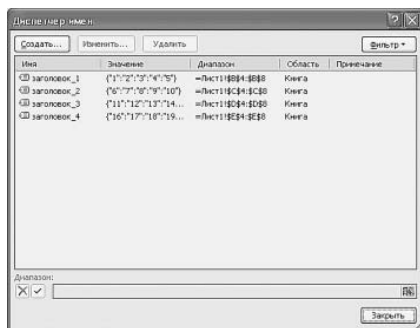 Диспетчер имен
Создать... Изменить... Удалить Фильтр
Имя Значение Диапазон Область Примечание
заголовок_1 {"1":"2":"3":"4":"5"} =Лист1!$B$4:$B$8 Книга
заголовок_2 {"6":"7":"8":"9":"10"} =Лист1!$C$4:$C$8 Книга
заголовок_3 {"11":"12":"13":"14... =Лист1!$D$4:$D$8 Книга
заголовок_4 {"16":"17":"18":"19... =Лист1!$E$4:$E$8 Книга
Диапазон:
Закрыть